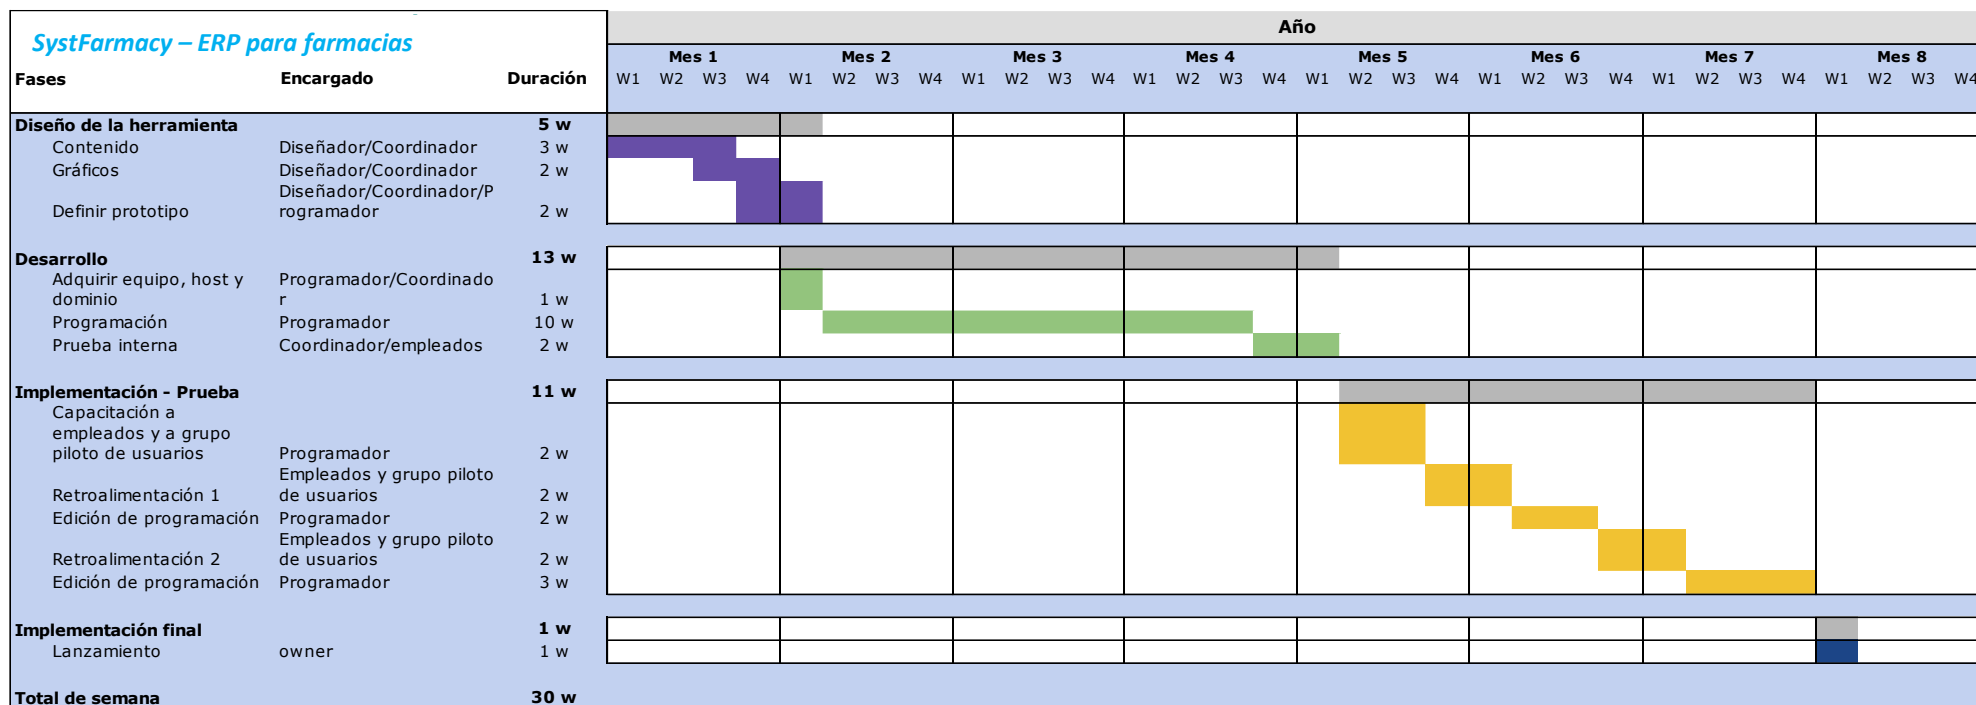 SystFarmacy – ERP para farmacias
Año
Mes 1 Mes 2 Mes 3 Mes 4 Mes 5 Mes 6 Mes 7 Mes 8
Fases Encargado Duración W1 W2 W3 W4 W1 W2 W3 W4 W1 W2 W3 W4 W1 W2 W3 W4 W1 W2 W3 W4 W1 W2 W3 W4 W1 W2 W3 W4 W1 W2 W3 W4
Diseño de la herramienta 5 w
Contenido Diseñador/Coordinador 3 w
Gráficos Diseñador/Coordinador 2 w
Diseñador/Coordinador/P
Definir prototipo rogramador 2 w
Desarrollo 13 w
Adquirir equipo, host y Programador/Coordinado
dominio r 1 w
Programación Programador 10 w
Prueba interna Coordinador/empleados 2 w
Implementación - Prueba 11 w
Capacitación a
empleados y a grupo
piloto de usuarios Programador 2 w
Empleados y grupo piloto
Retroalimentación 1 de usuarios 2 w
Edición de programación Programador 2 w
Empleados y grupo piloto
Retroalimentación 2 de usuarios 2 w
Edición de programación Programador 3 w
Implementación final 1 w
Lanzamiento owner 1 w
Total de semana 30 w